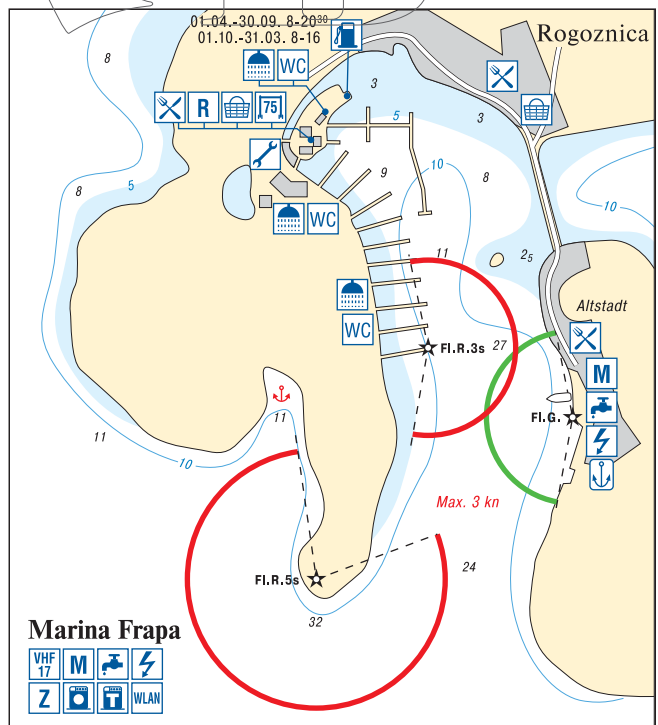 01.04.-30.09. 8-20³⁰
01.10.-31.03. 8-16
Rogoznica
8
WC
3
R
75
3
5
9
10
8
8
5
10
WC
11
2₅
Altstadt
WC
Fl.R.3s
27
M
11
Fl.G.
11
10
Max. 3 kn
24
Fl.R.5s
32
Marina Frapa
VHF
17
M
Z
T
WLAN